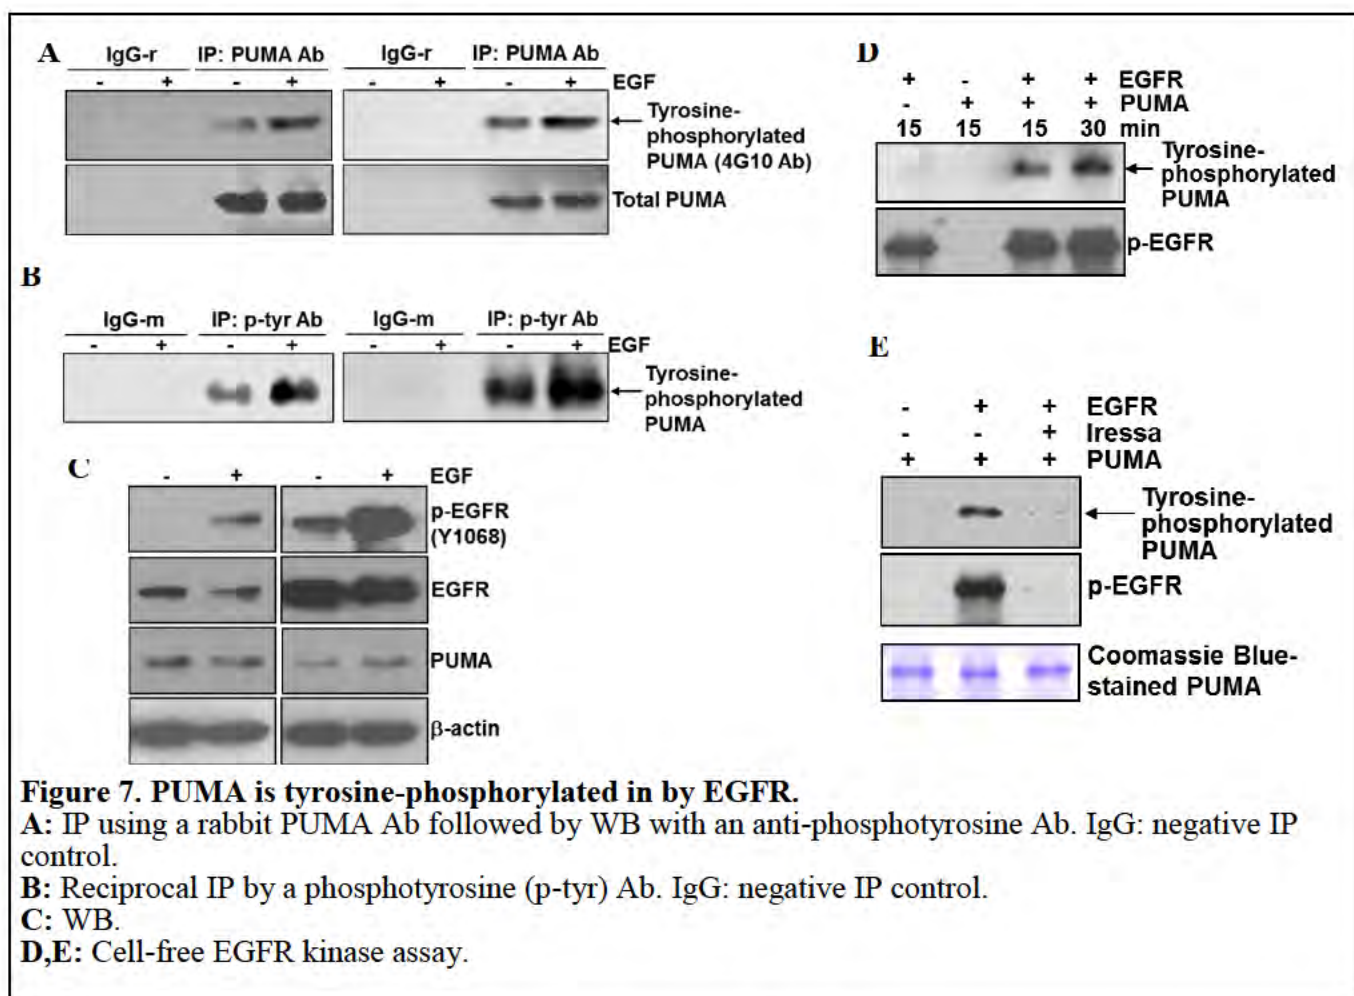 A
IgG-r IP: PUMA Ab IgG-r IP: PUMA Ab
- + - + - + - + EGF
Tyrosine-
phosphorylated
PUMA (4G10 Ab)
Total PUMA
B
IgG-m IP: p-tyr Ab IgG-m IP: p-tyr Ab
- + - + - + - + EGF
Tyrosine-
phosphorylated
PUMA
C
- + - + EGF
p-EGFR
(Y1068)
EGFR
PUMA
β-actin
D
+ - + + EGFR
- + + + PUMA
15 15 15 30 min
Tyrosine-
phosphorylated
PUMA
p-EGFR
E
- + + EGFR
- - + Iressa
+ + + PUMA
Tyrosine-
phosphorylated
PUMA
p-EGFR
Coomassie Blue-
stained PUMA
Figure 7. PUMA is tyrosine-phosphorylated in by EGFR.
A: IP using a rabbit PUMA Ab followed by WB with an anti-phosphotyrosine Ab. IgG: negative IP
control.
B: Reciprocal IP by a phosphotyrosine (p-tyr) Ab. IgG: negative IP control.
C: WB.
D,E: Cell-free EGFR kinase assay.